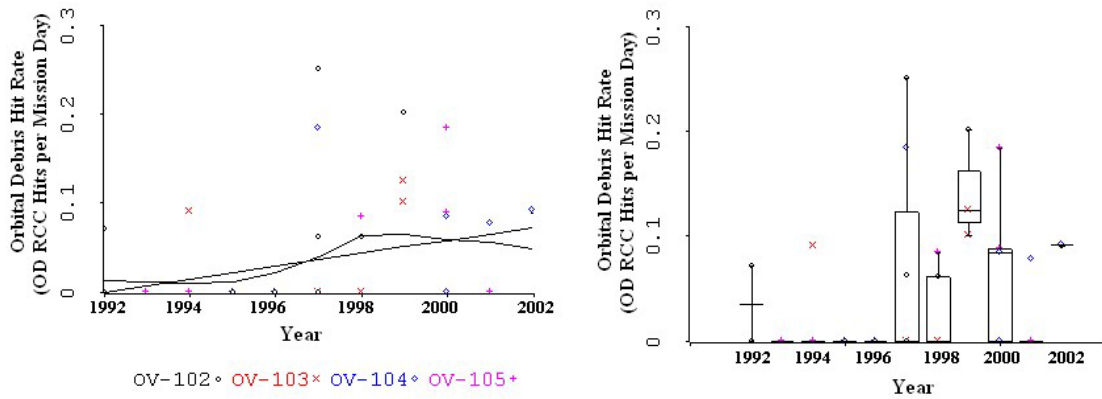 Orbital Debris Hit Rate
(OD RCC Hits per Mission Day)
0.3
0.2
0.1
0
1992 1994 1996 1998 2000 2002
Year
OV-102 OV-103 OV-104 OV-105
Orbital Debris Hit Rate
(OD RCC Hits per Mission Day)
0.3
0.2
0.1
0
1992 1994 1996 1998 2000 2002
Year